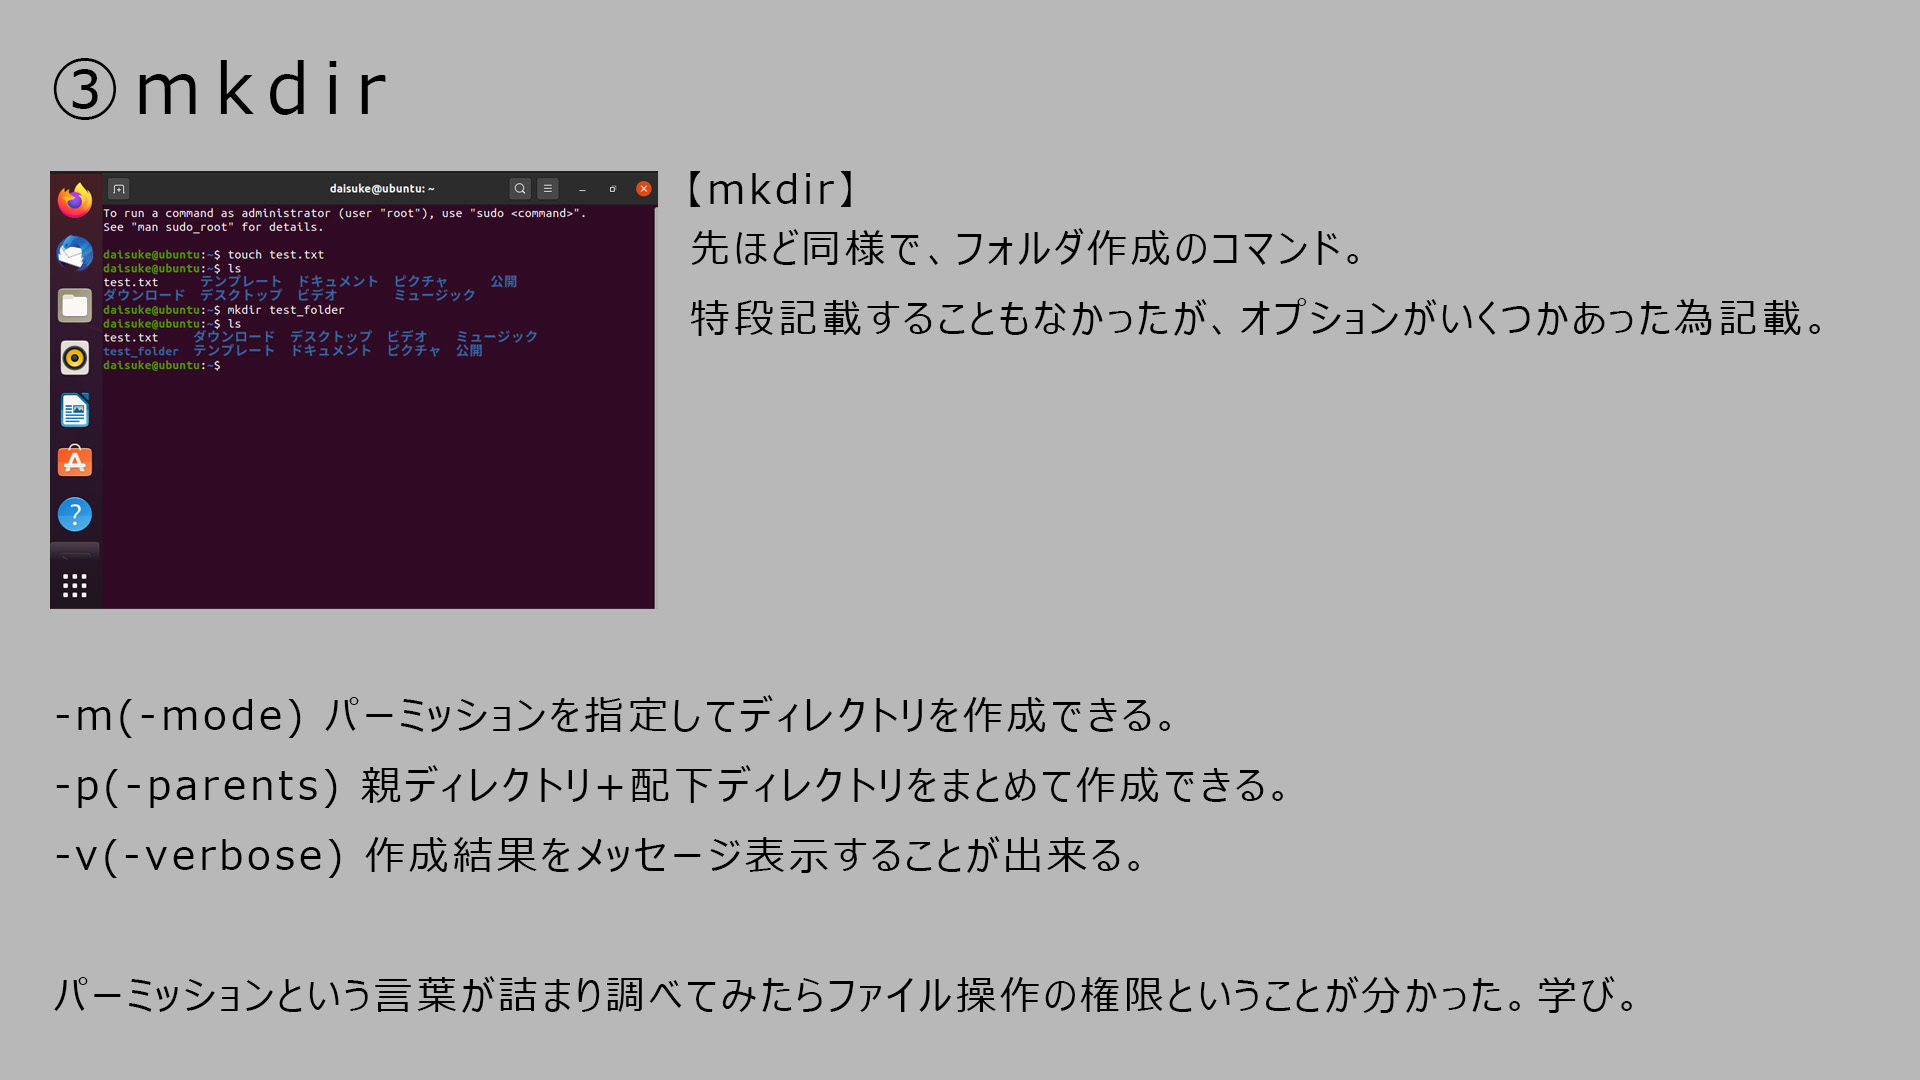 ③mkdir
daisuke@ubuntu: ~
To run a command as administrator (user "root"), use "sudo <command>".
See "man sudo_root" for details.
daisuke@ubuntu:~$ touch test.txt
daisuke@ubuntu:~$ ls
test.txt テンプレート ドキュメント ピクチャ 公開
ダウンロード デスクトップ ビデオ ミュージック
daisuke@ubuntu:~$ mkdir test_folder
daisuke@ubuntu:~$ ls
test.txt ダウンロード デスクトップ ビデオ ミュージック
test_folder テンプレート ドキュメント ピクチャ 公開
daisuke@ubuntu:~$
【mkdir】
先ほど同様で、フォルダ作成のコマンド。
特段記載することもなかったが、オプションがいくつかあった為記載。
-m(-mode) パーミッションを指定してディレクトリを作成できる。
-p(-parents) 親ディレクトリ+配下ディレクトリをまとめて作成できる。
-v(-verbose) 作成結果をメッセージ表示することが出来る。
パーミッションという言葉が詰まり調べてみたらファイル操作の権限ということが分かった。学び。